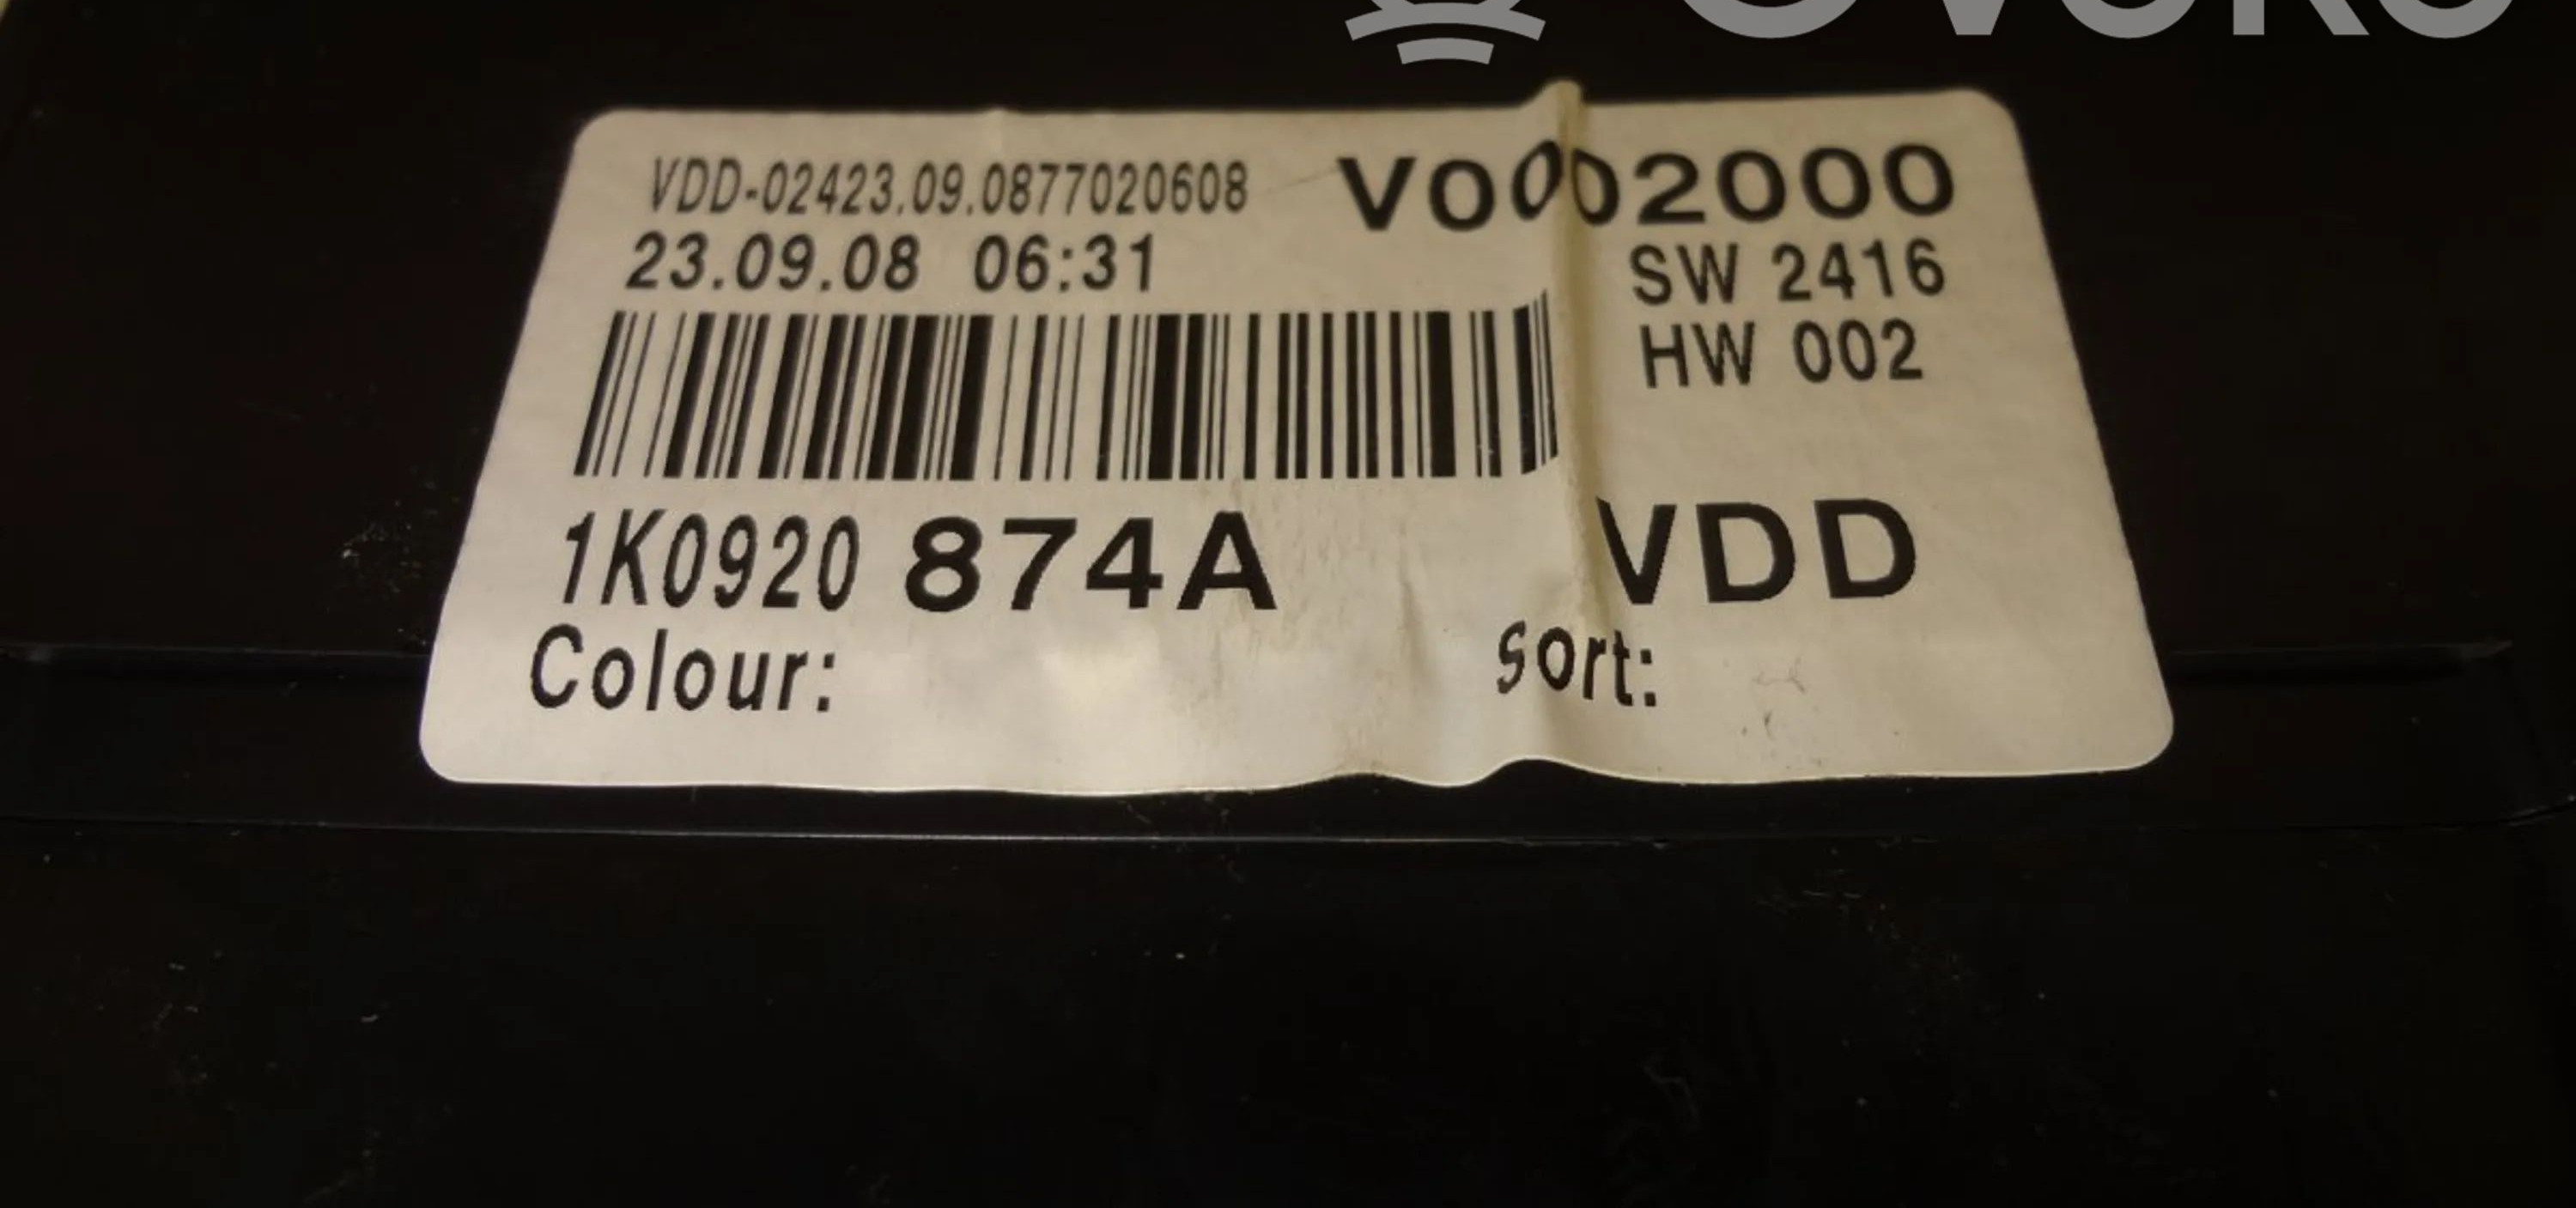 VDD-02423.09.0877020608 V0002000
23.09.08 06:31 SW 2416
HW 002
1K0920 874A VDD
Colour: sort: